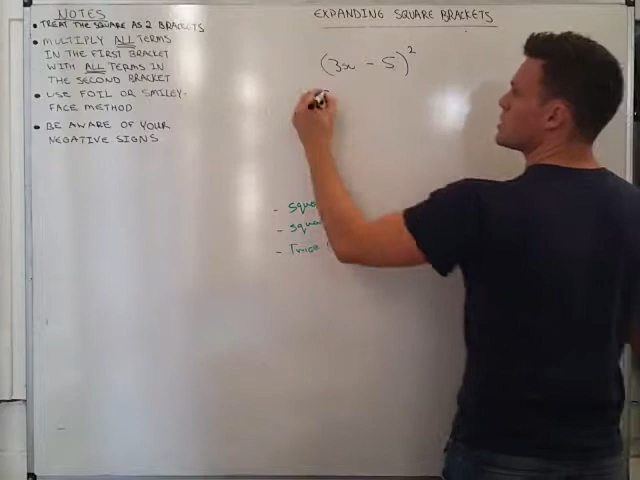 NOTES
• TREAT THE SQUARE AS 2 BRACKETS
• MULTIPLY ALL TERMS
IN THE FIRST BRACKET
WITH ALL TERMS IN
THE SECOND BRACKET
• USE FOIL OR SMILEY-
FACE METHOD
• BE AWARE OF YOUR
NEGATIVE SIGNS
EXPANDING SQUARE BRACKETS
(3x - 5)²
- Twice